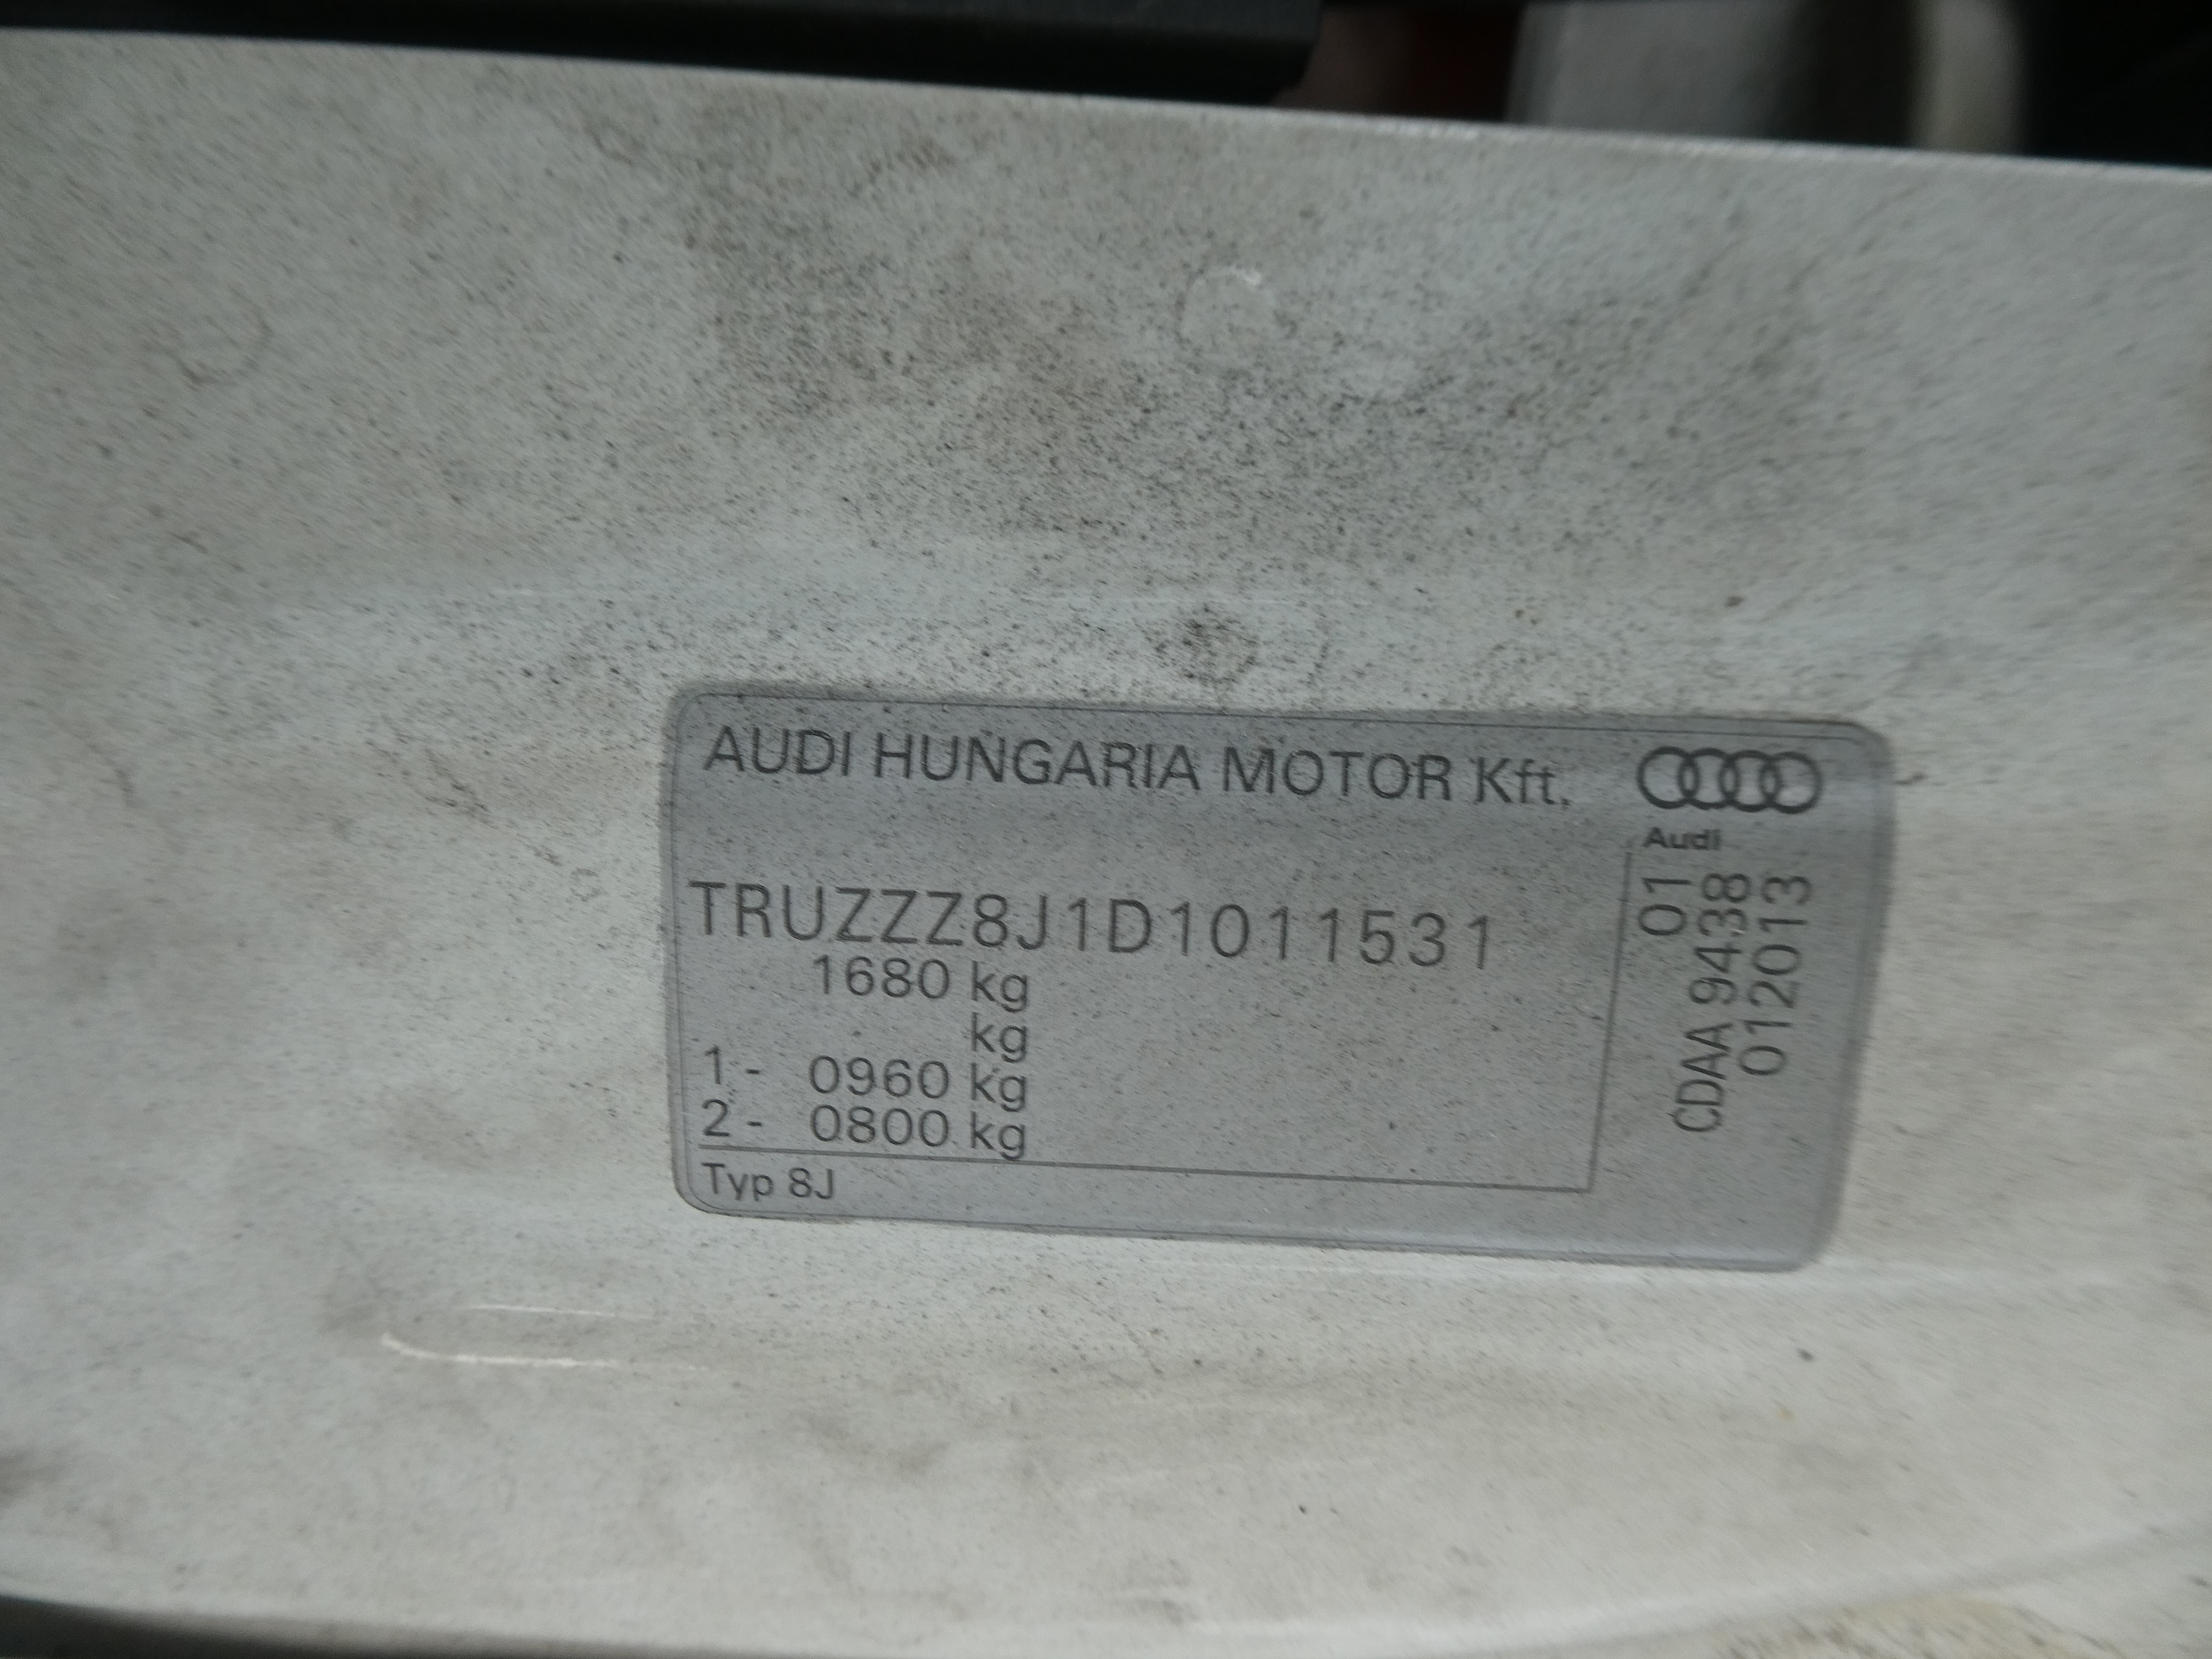 AUDI HUNGARIA MOTOR Kft.
Audi
TRUZZZ8J1D1011531
1680 kg
kg
1- 0960 kg
2- 0800 kg
Typ 8J
01
CDAA 9438
012013